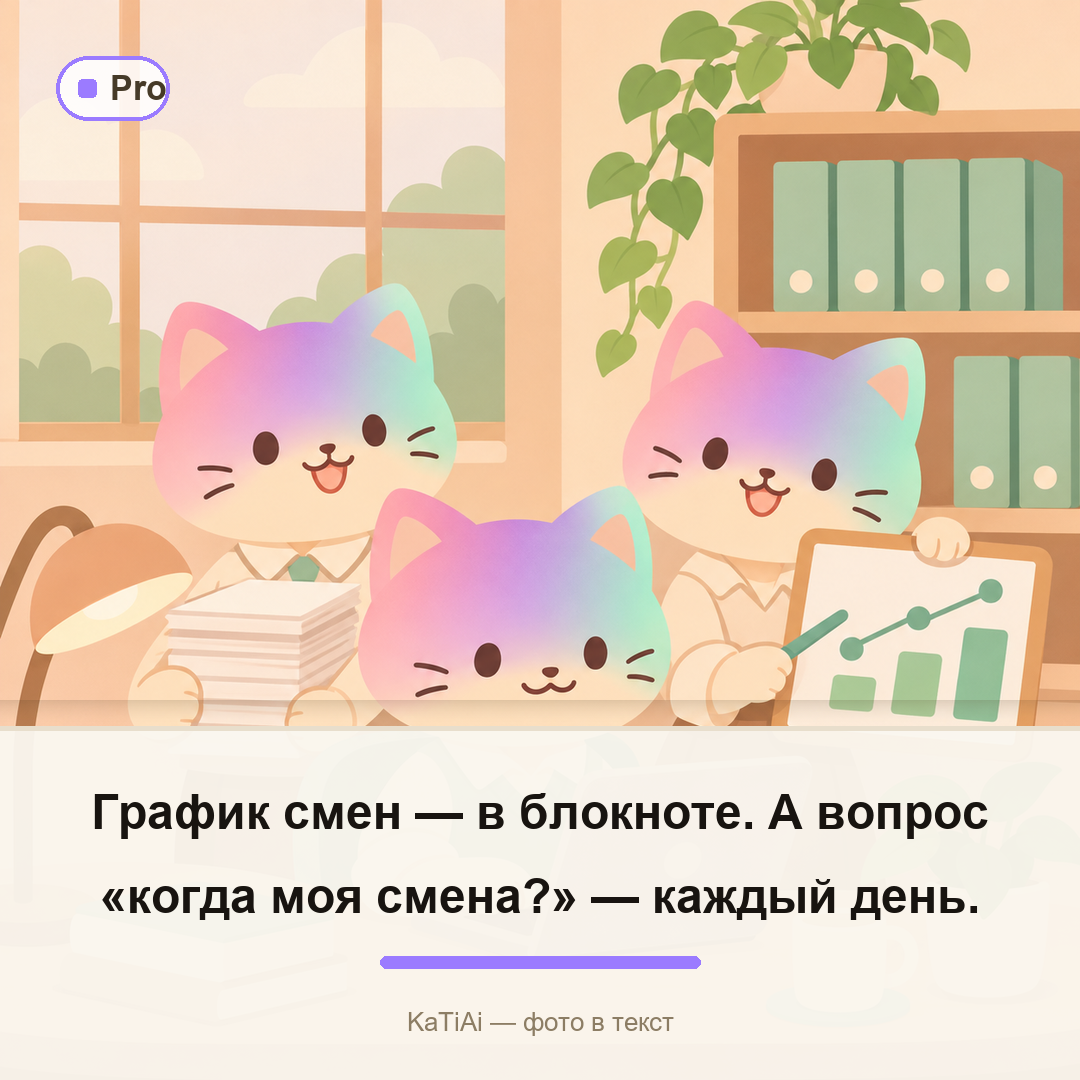 Pro
График смен — в блокноте. А вопрос
«когда моя смена?» — каждый день.
KaTiAi — фото в текст